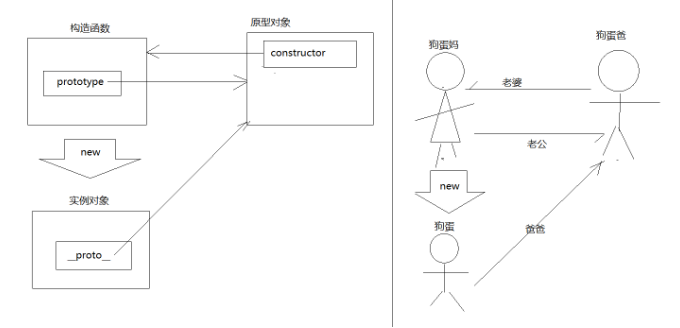 构造函数
原型对象
constructor
prototype
new
实例对象
__proto__
狗蛋妈
狗蛋爸
老婆
老公
new
狗蛋
爸爸